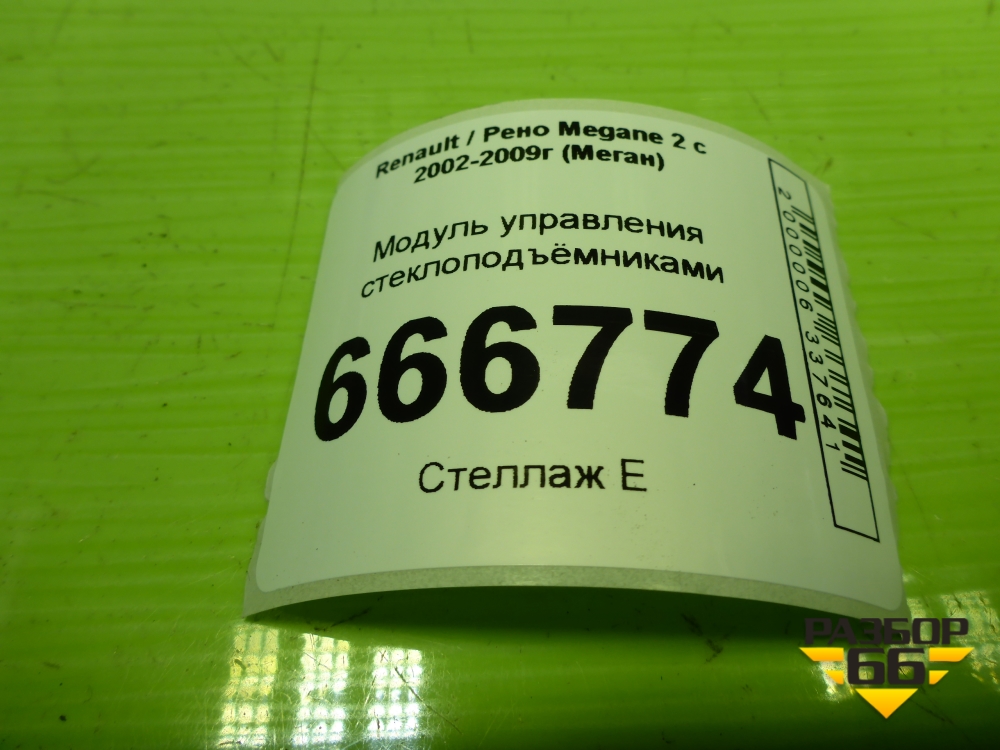 Renault / Рено Megane 2 с
2002-2009г (Меган)
Модуль управления
стеклоподъёмниками
666774
Стеллаж Е
2000006337641
РАЗБОР
66